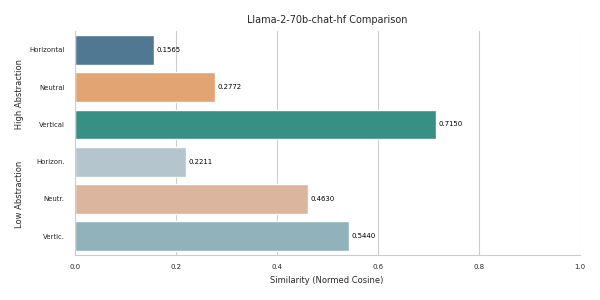 Llama-2-70b-chat-hf Comparison
High Abstraction
Horizontal
0.1565
Neutral
0.2772
Vertical
0.7150
Low Abstraction
Horizon.
0.2211
Neutr.
0.4630
Vertic.
0.5440
0.0 0.2 0.4 0.6 0.8 1.0
Similarity (Normed Cosine)